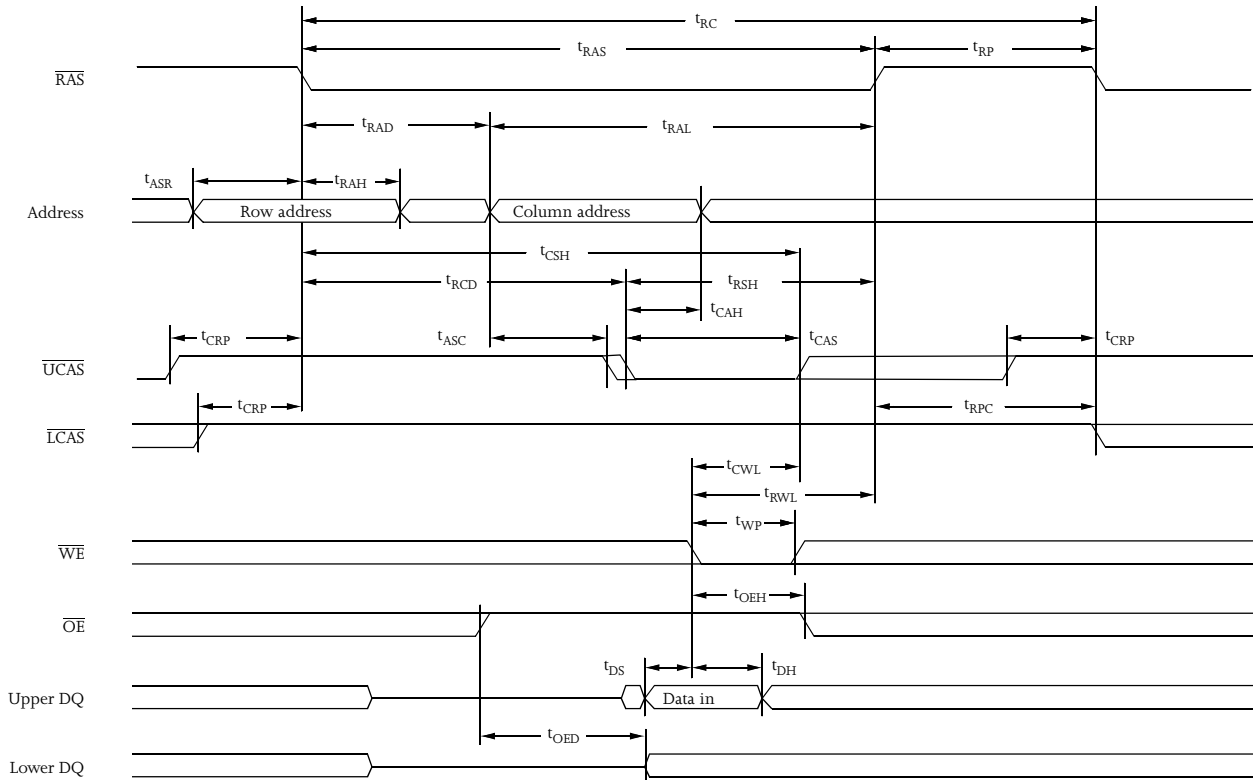 tRC
tRAS
tRP
RAS
tRAD
tRAL
tASR
tRAH
Address
Row address
Column address
tCSH
tRCD
tRSH
tCAH
tCRP
tASC
tCAS
tCRP
UCAS
tCRP
tRPC
LCAS
tCWL
tRWL
tWP
WE
tOEH
OE
tDS
tDH
Upper DQ
Data in
tOED
Lower DQ